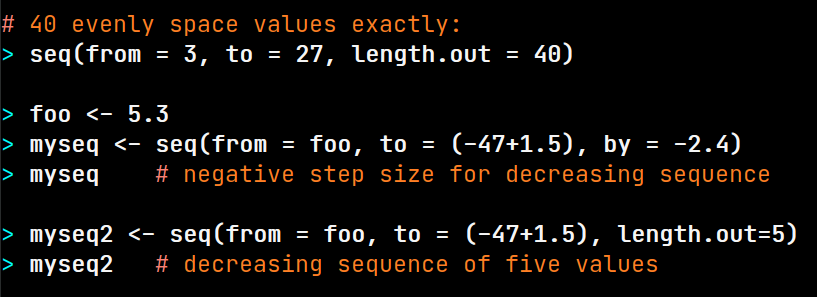 # 40 evenly space values exactly:
> seq(from = 3, to = 27, length.out = 40)
> foo <- 5.3
> myseq <- seq(from = foo, to = (-47+1.5), by = -2.4)
> myseq    # negative step size for decreasing sequence
> myseq2 <- seq(from = foo, to = (-47+1.5), length.out=5)
> myseq2   # decreasing sequence of five values